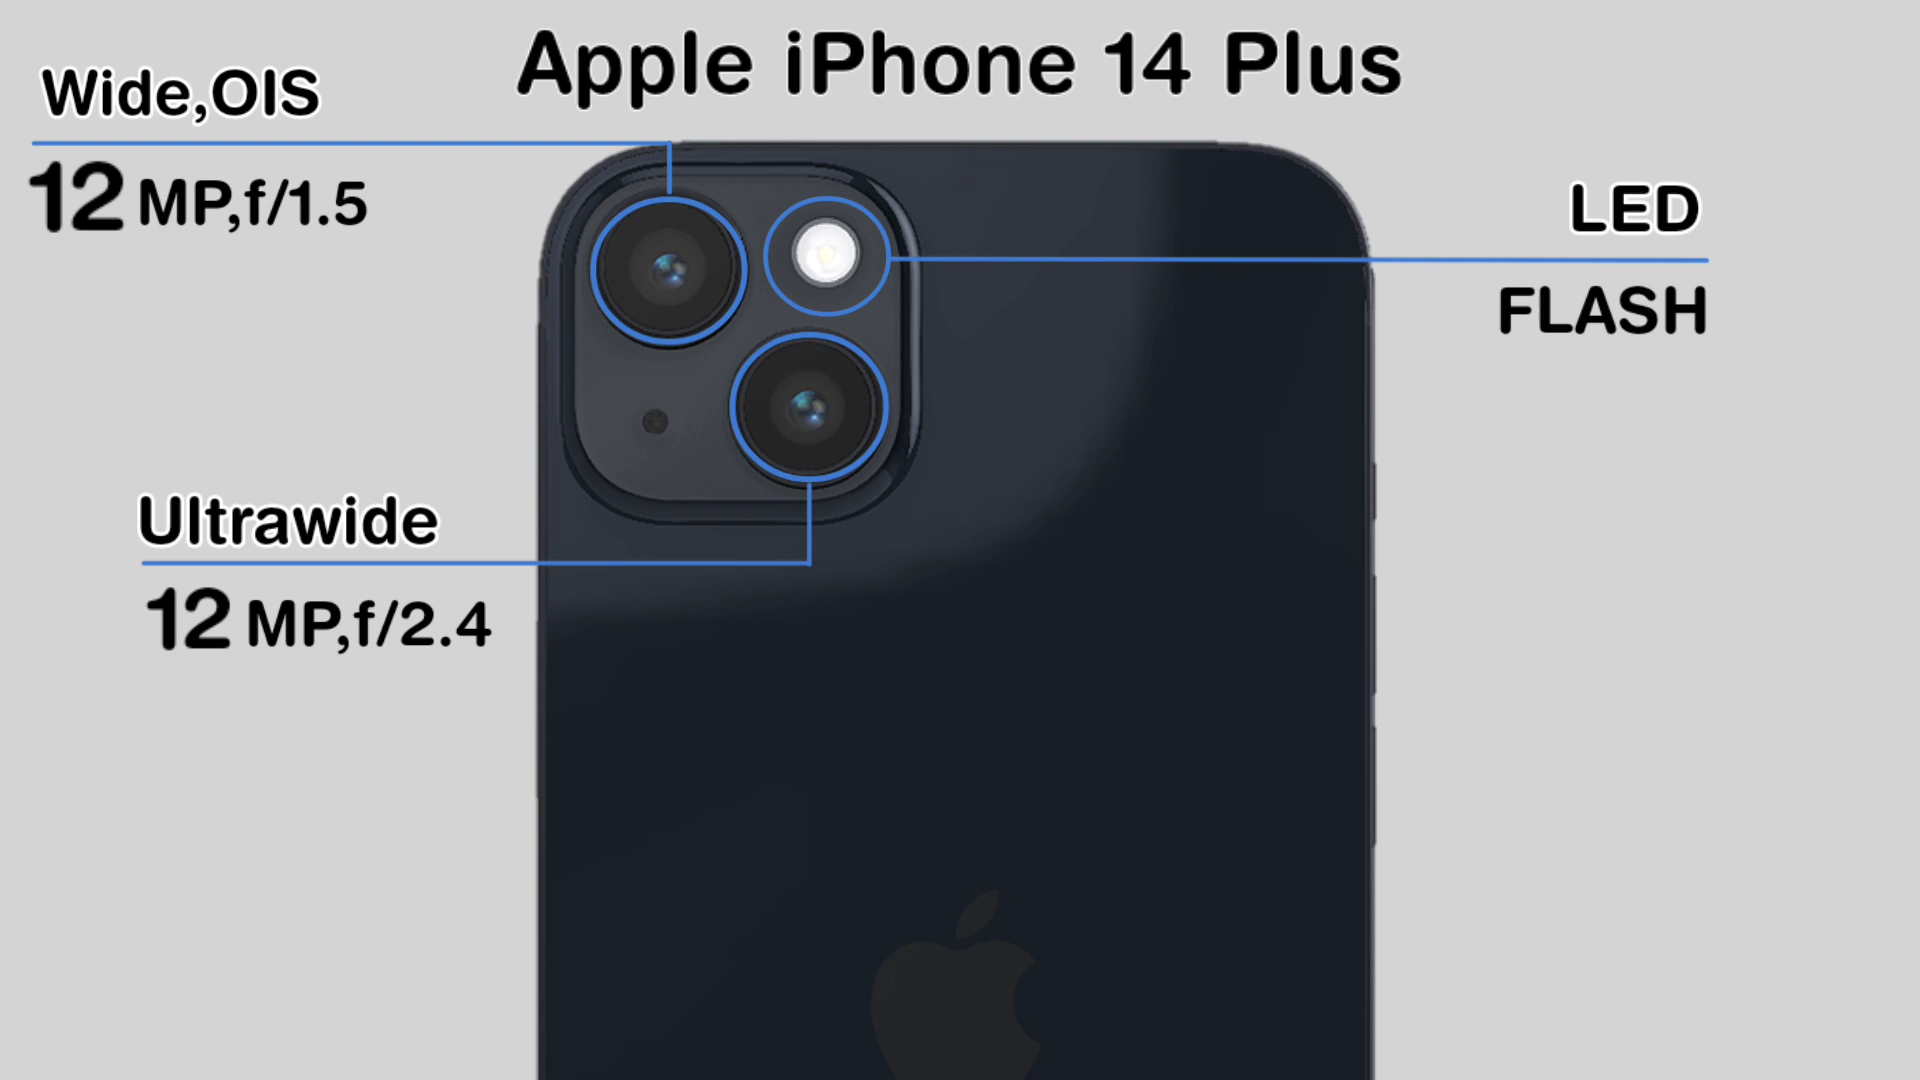 Apple iPhone 14 Plus
Wide,OIS
12 MP,f/1.5
LED
FLASH
Ultrawide
12 MP,f/2.4